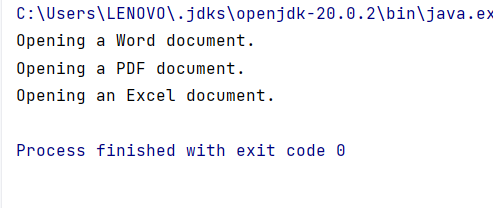 C:\Users\LENOVO\.jdks\openjdk-20.0.2\bin\java.ex
Opening a Word document.
Opening a PDF document.
Opening an Excel document.
Process finished with exit code 0